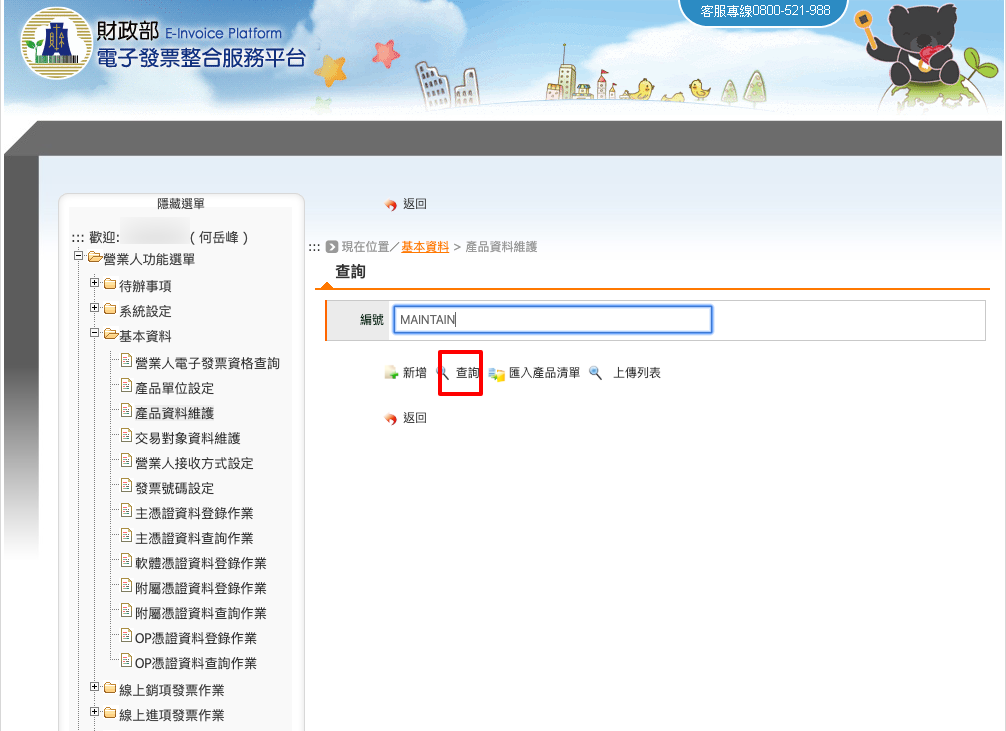 客服專線0800-521-988
財政部 E-Invoice Platform
電子發票整合服務平台
隱藏選單
::: 歡迎: ( 何岳峰 )
營業人功能選單
待辦事項
系統設定
基本資料
營業人電子發票資格查詢
產品單位設定
產品資料維護
交易對象資料維護
營業人接收方式設定
發票號碼設定
主憑證資料登錄作業
主憑證資料查詢作業
軟體憑證資料登錄作業
附屬憑證資料登錄作業
附屬憑證資料查詢作業
OP憑證資料登錄作業
OP憑證資料查詢作業
線上銷項發票作業
線上進項發票作業
返回
::: 現在位置／基本資料 > 產品資料維護
查詢
編號 MAINTAIN
新增 查詢 匯入產品清單 上傳列表
返回